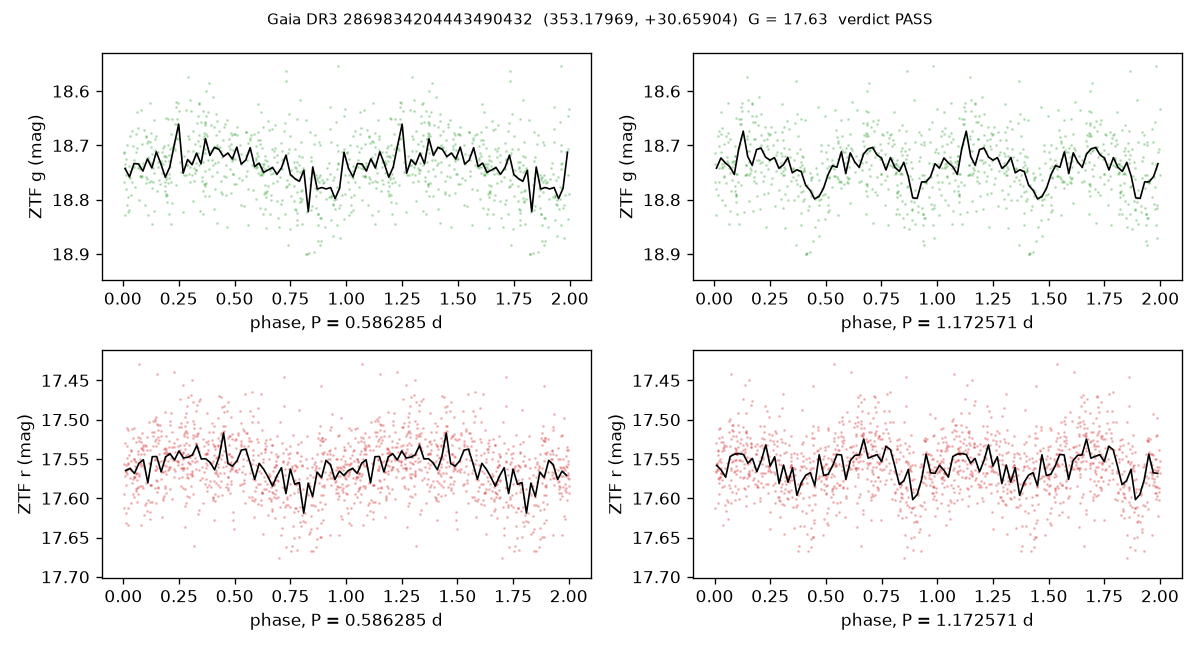 Gaia DR3 2869834204443490432  (353.17969, +30.65904)  G = 17.63  verdict PASS
ZTF g (mag)
18.6
18.7
18.8
18.9
0.00 0.25 0.50 0.75 1.00 1.25 1.50 1.75 2.00
phase, P = 0.586285 d
ZTF g (mag)
18.6
18.7
18.8
18.9
0.00 0.25 0.50 0.75 1.00 1.25 1.50 1.75 2.00
phase, P = 1.172571 d
ZTF r (mag)
17.45
17.50
17.55
17.60
17.65
17.70
0.00 0.25 0.50 0.75 1.00 1.25 1.50 1.75 2.00
phase, P = 0.586285 d
ZTF r (mag)
17.45
17.50
17.55
17.60
17.65
17.70
0.00 0.25 0.50 0.75 1.00 1.25 1.50 1.75 2.00
phase, P = 1.172571 d